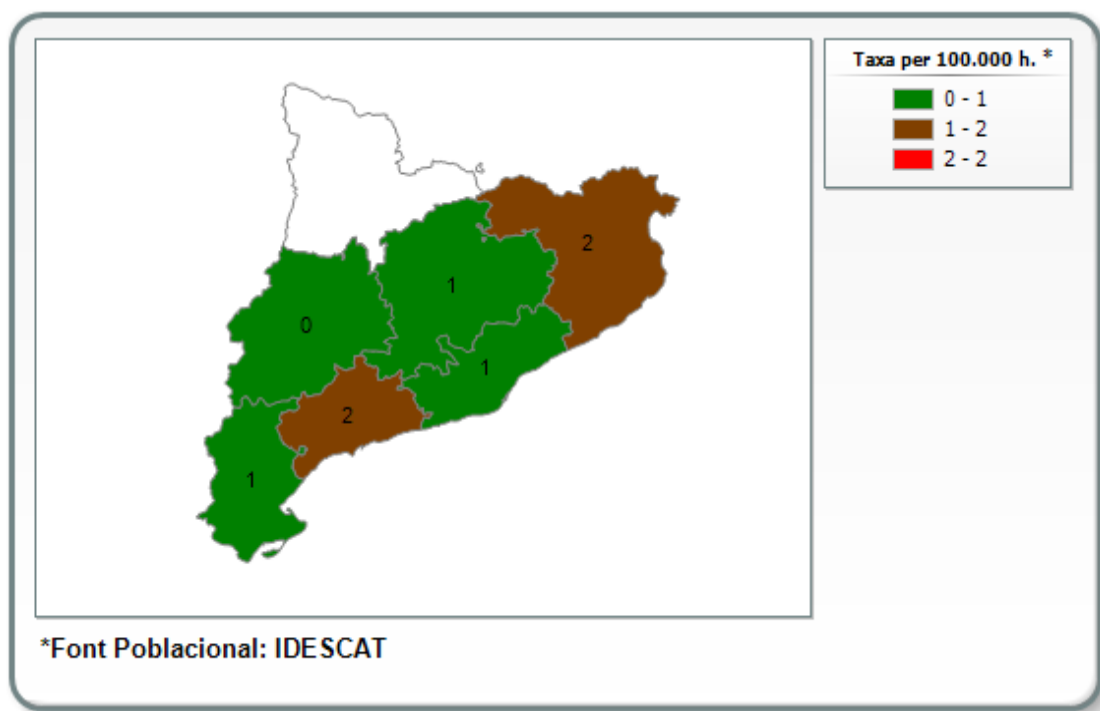 Taxa per 100.000 h. *
0 - 1
1 - 2
2 - 2
2
1
0
1
2
1
*Font Poblacional: IDESCAT